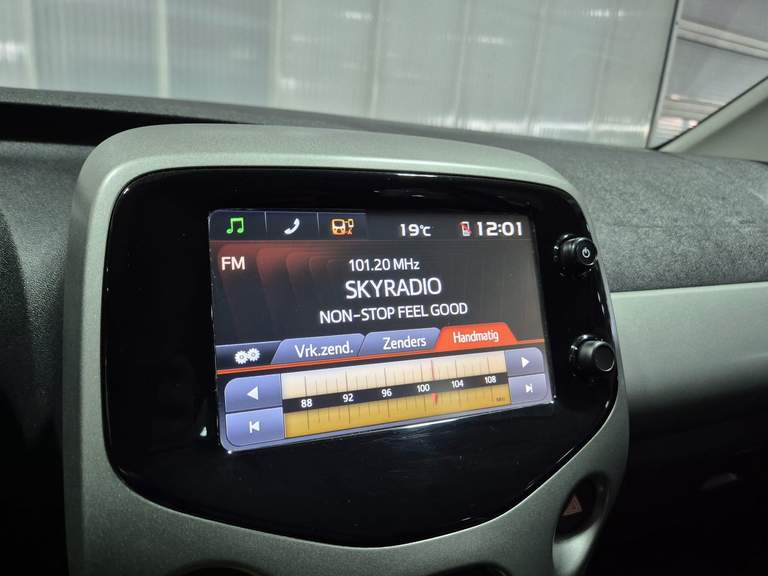 19°C 12:01
FM
101.20 MHz
SKYRADIO
NON-STOP FEEL GOOD
Vrk.zend. Zenders Handmatig
88 92 96 100 104 108